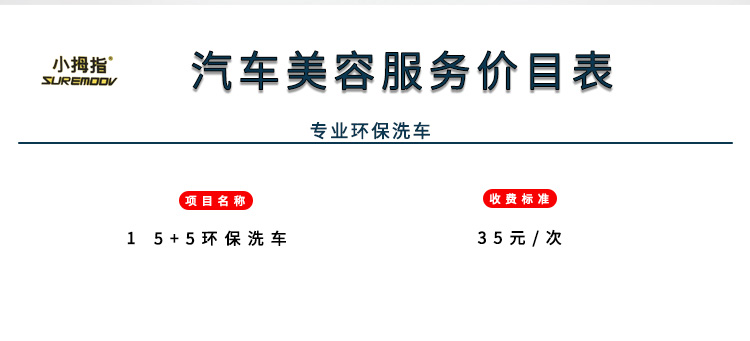 小拇指®
SUREMOOV
汽车美容服务价目表
专业环保洗车
项目名称
收费标准
1 5+5环保洗车
35元/次